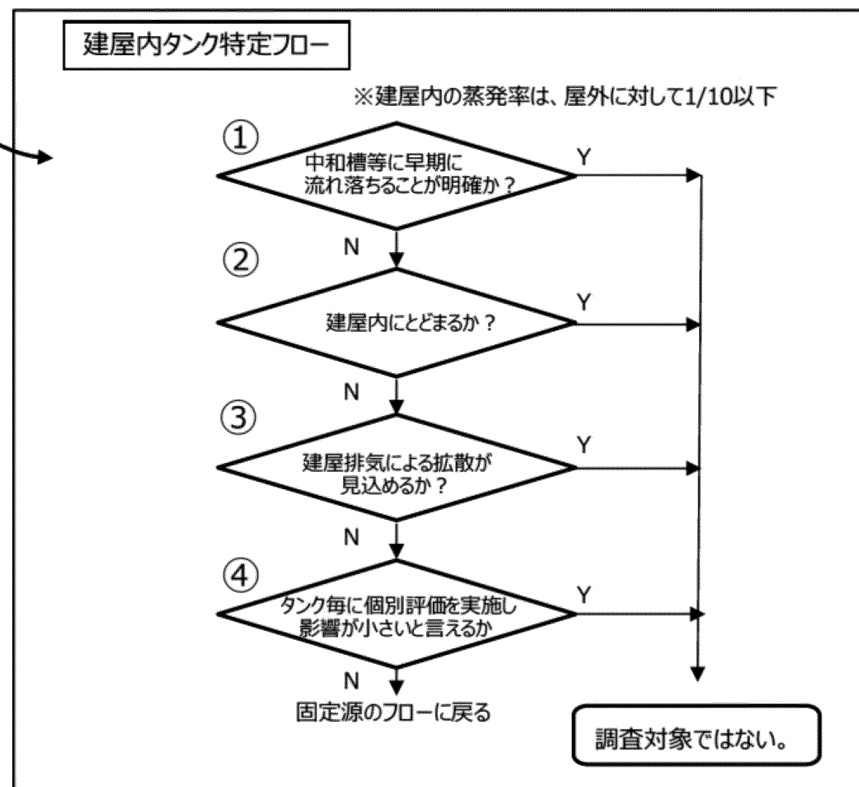 建屋内タンク特定フロー
※建屋内の蒸発率は、屋外に対して1/10以下
①
中和槽等に早期に
流れ落ちることが明確か？
Y
N
②
建屋内にとどまるか？
Y
N
③
建屋排気による拡散が
見込めるか？
Y
N
④
タンク毎に個別評価を実施し
影響が小さいと言えるか
Y
N
固定源のフローに戻る
調査対象ではない。